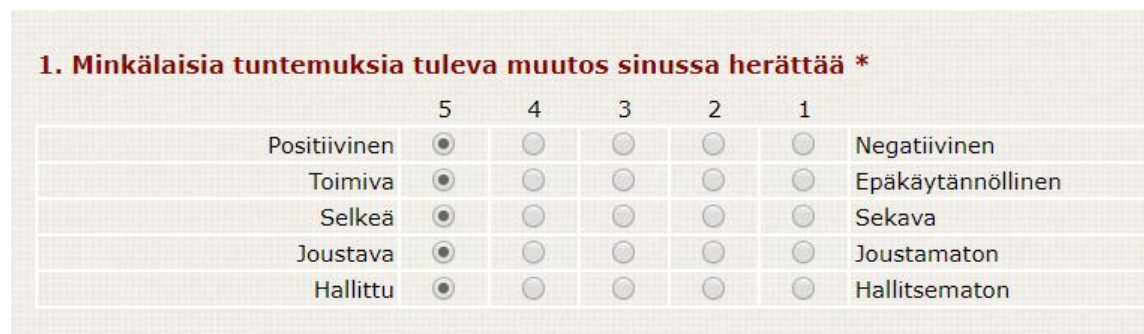 1. Minkälaisia tuntemuksia tuleva muutos sinussa herättää *
5 4 3 2 1
Positiivinen Negatiivinen
Toimiva Epäkäytännöllinen
Selkeä Sekava
Joustava Joustamaton
Hallittu Hallitsematon